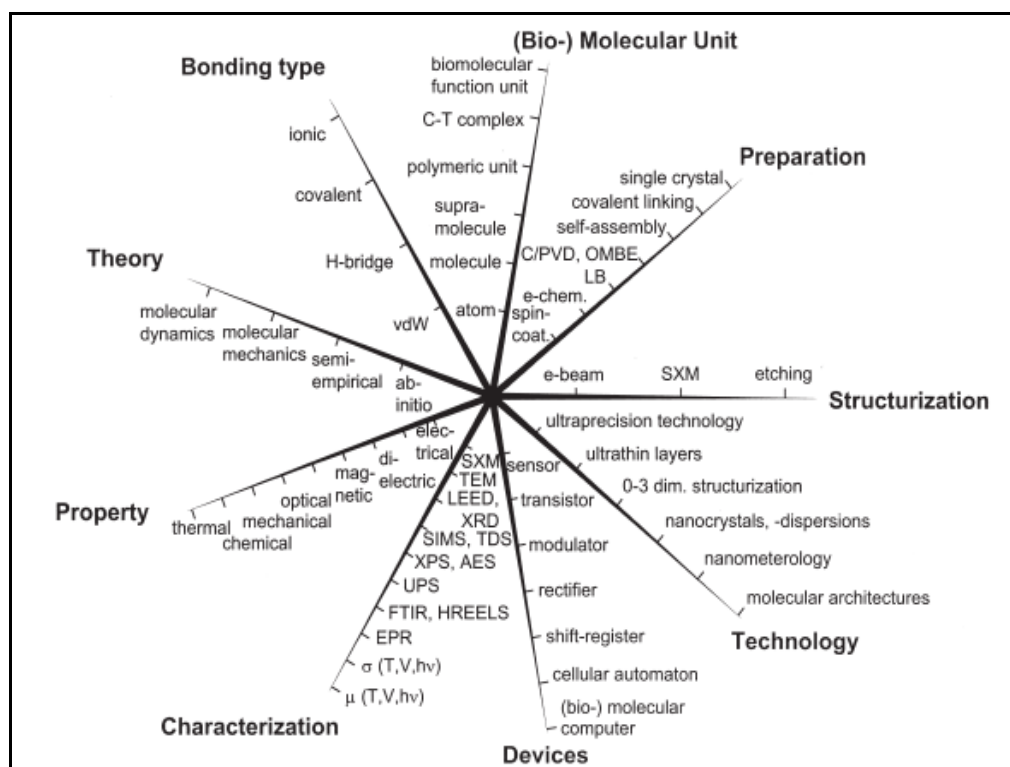 (Bio-) Molecular Unit
biomolecular
function unit
C-T complex
polymeric unit
supra-
molecule
molecule
atom
Preparation
single crystal
covalent linking
self-assembly
C/PVD, OMBE
LB
e-chem.
spin-
coat.
Structurization
e-beam
SXM
etching
Technology
ultraprecision technology
ultrathin layers
0-3 dim. structurization
nanocrystals, -dispersions
nanometerology
molecular architectures
Devices
sensor
transistor
modulator
rectifier
shift-register
cellular automaton
(bio-) molecular
computer
Characterization
SXM
TEM
LEED,
XRD
SIMS, TDS
XPS, AES
UPS
FTIR, HREELS
EPR
σ (T,V,hν)
μ (T,V,hν)
Property
elec-
trical
di-
electric
mag-
netic
optical
mechanical
chemical
thermal
Theory
molecular
dynamics
molecular
mechanics
semi-
empirical
ab-
initio
Bonding type
ionic
covalent
H-bridge
vdW